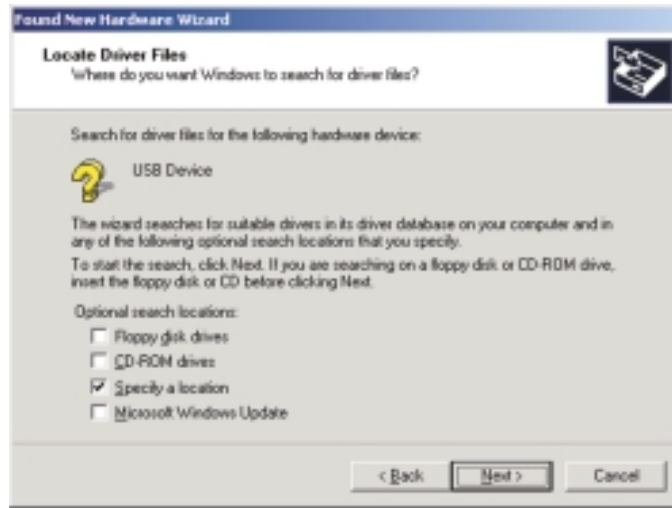 Found New Hardware Wizard
Locate Driver Files
Where do you want Windows to search for driver files?
Search for driver files for the following hardware device:
USB Device
The wizard searches for suitable drivers in its driver database on your computer and in
any of the following optional search locations that you specify.
To start the search, click Next. If you are searching on a floppy disk or CD-ROM drive,
insert the floppy disk or CD before clicking Next.
Optional search locations:
Floppy disk drives
CD-ROM drives
Specify a location
Microsoft Windows Update
< Back Next > Cancel